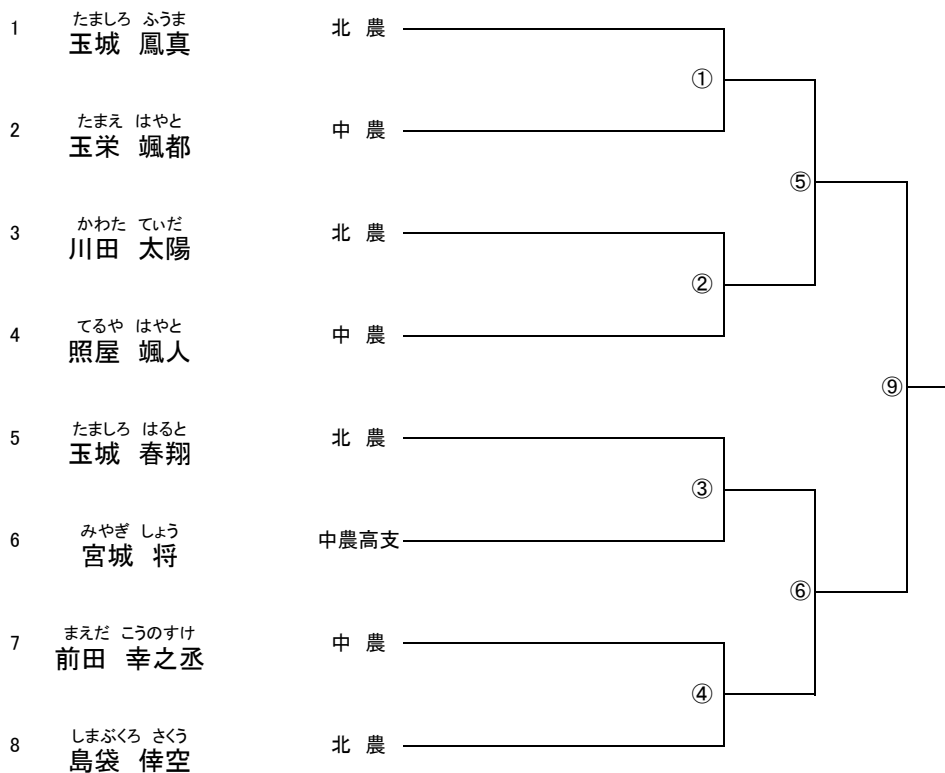 1 たましろ ふうま
玉城 鳳真 北 農
①
2 たまえ はやと
玉栄 颯都 中 農
⑤
3 かわた てぃだ
川田 太陽 北 農
②
4 てるや はやと
照屋 颯人 中 農
⑨
5 たましろ はると
玉城 春翔 北 農
③
6 みやぎ しょう
宮城 将 中農高支
⑥
7 まえだ こうのすけ
前田 幸之丞 中 農
④
8 しまぶくろ さくう
島袋 倖空 北 農